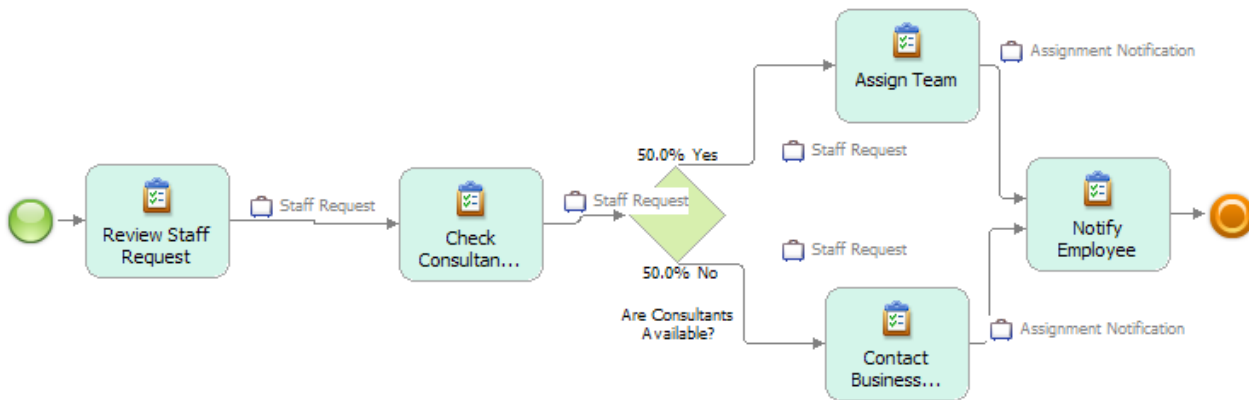 Assignment Notification
Assign Team
50.0% Yes
Staff Request
Review Staff
Request
Staff Request
Check
Consultan...
Staff Request
Notify
Employee
Staff Request
50.0% No
Are Consultants
Available?
Contact
Business...
Assignment Notification